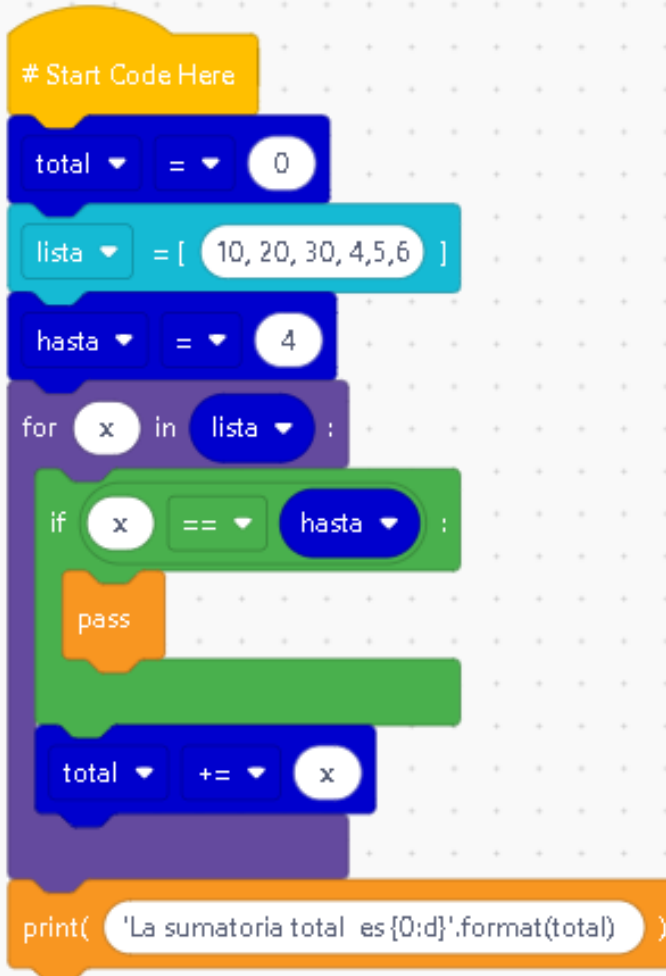 # Start Code Here
total = 0
lista = [ 10, 20, 30, 4,5,6 ]
hasta = 4
for x in lista :
if x == hasta :
pass
total += x
print( 'La sumatoria total es {0:d}'.format(total) )